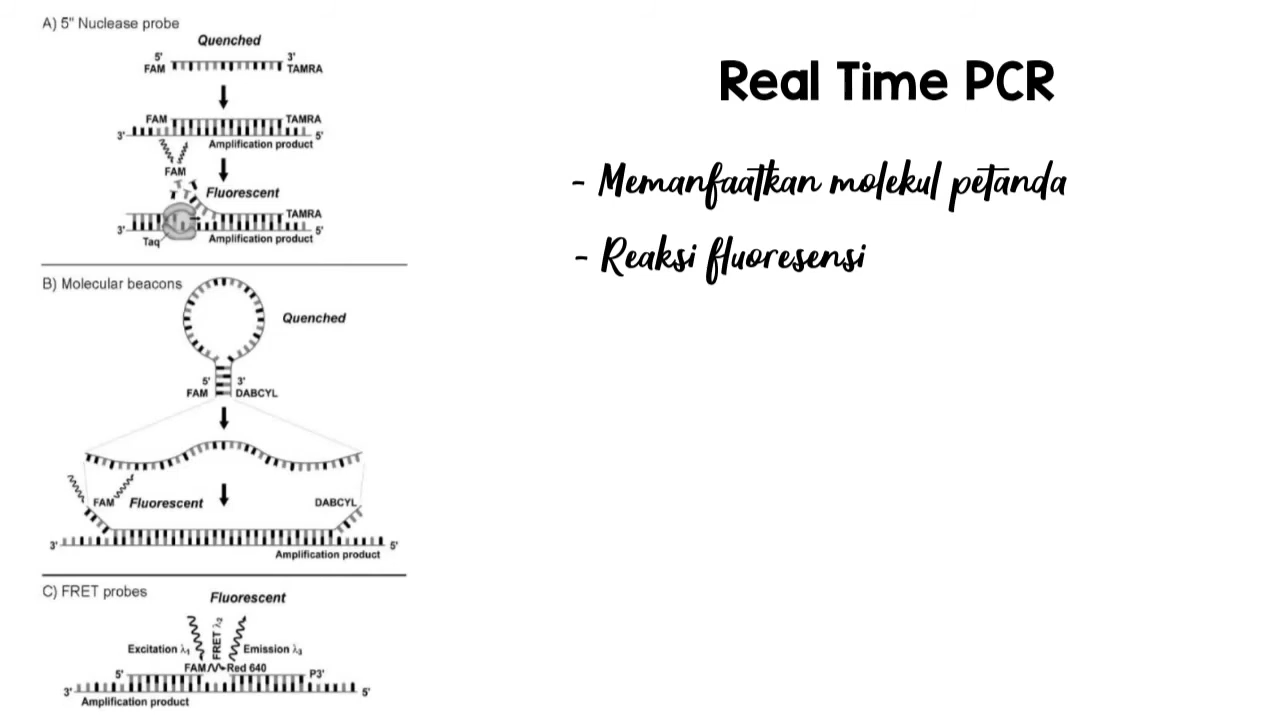 A) 5" Nuclease probe
Quenched
5' 3'
FAM TAMRA
FAM TAMRA
3' 5'
Amplification product
FAM
Fluorescent
TAMRA
3' 5'
Taq Amplification product
B) Molecular beacons
Quenched
5' 3'
FAM DABCYL
FAM Fluorescent DABCYL
3' 5'
Amplification product
C) FRET probes
Fluorescent
FRET λ2
Excitation λ1 Emission λ3
FAM Red 640
5' P3'
3' 5'
Amplification product
Real Time PCR
- Memanfaatkan molekul petanda
- Reaksi fluoresensi